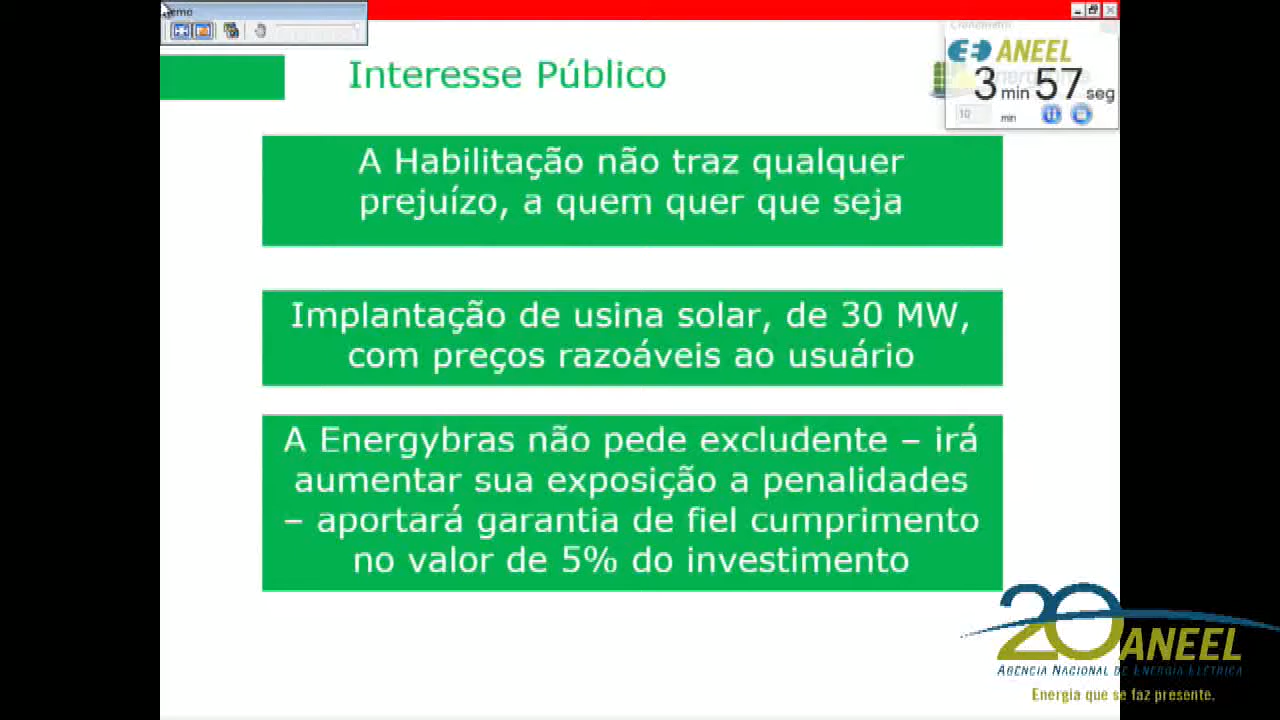 emo
Interesse Público
ANEEL
3 min 57 seg
10 min
A Habilitação não traz qualquer
prejuízo, a quem quer que seja
Implantação de usina solar, de 30 MW,
com preços razoáveis ao usuário
A Energybras não pede excludente – irá
aumentar sua exposição a penalidades
– aportará garantia de fiel cumprimento
no valor de 5% do investimento
20 ANEEL
AGÊNCIA NACIONAL DE ENERGIA ELÉTRICA
Energia que se faz presente.